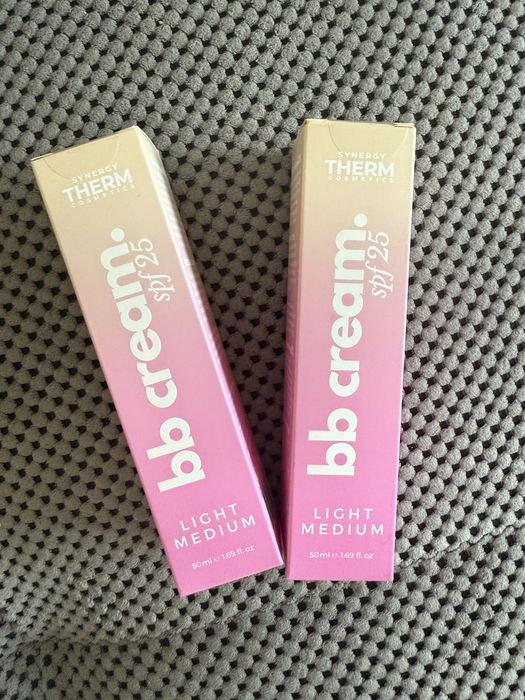 SYNERGY
THERM
COSMETICS
bb cream.
spf 25
LIGHT
MEDIUM
50ml ℮ 1.69 fl. oz
SYNERGY
THERM
COSMETICS
bb cream.
spf 25
LIGHT
MEDIUM
50ml ℮ 1.69 fl. oz